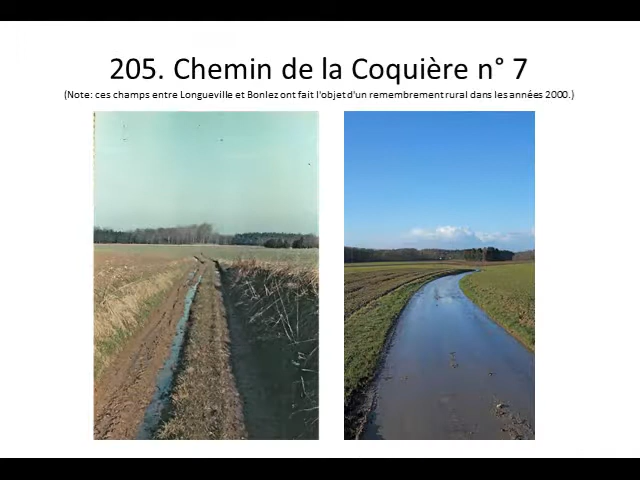 205. Chemin de la Coquière n° 7
(Note: ces champs entre Longueville et Bonlez ont fait l'objet d'un remembrement rural dans les années 2000.)